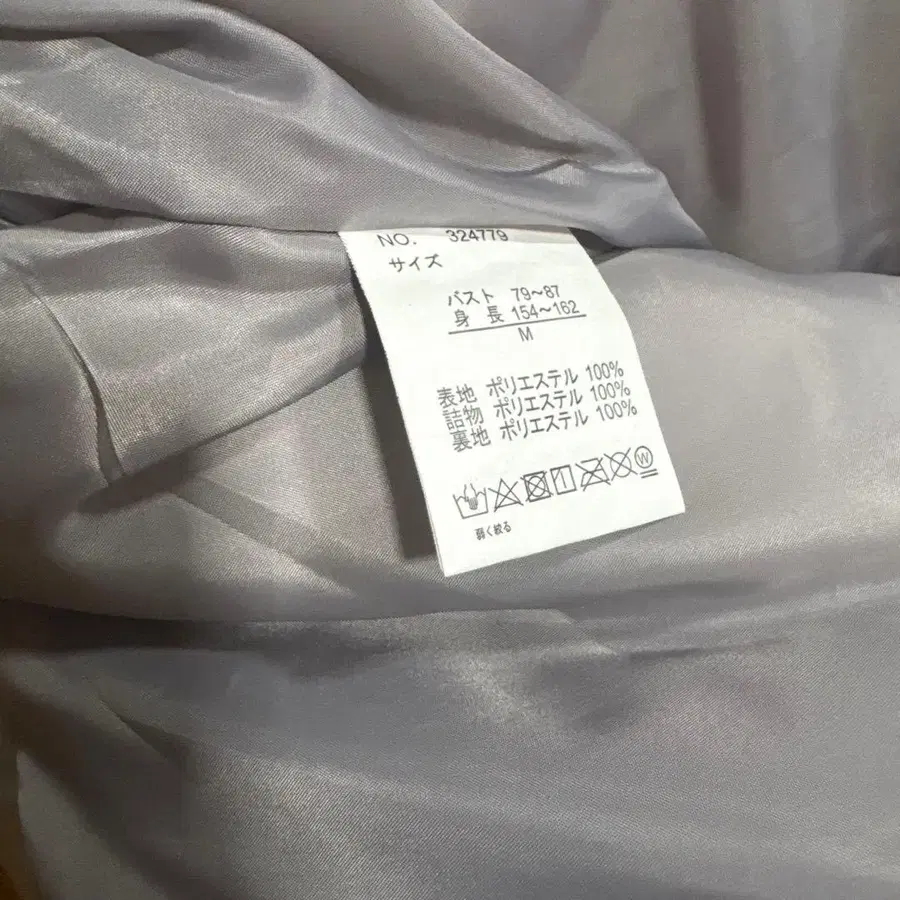 NO. 324779
サイズ
バスト 79～87
身長 154～162
M
表地 ポリエステル 100%
詰物 ポリエステル 100%
裏地 ポリエステル 100%
W
弱く絞る